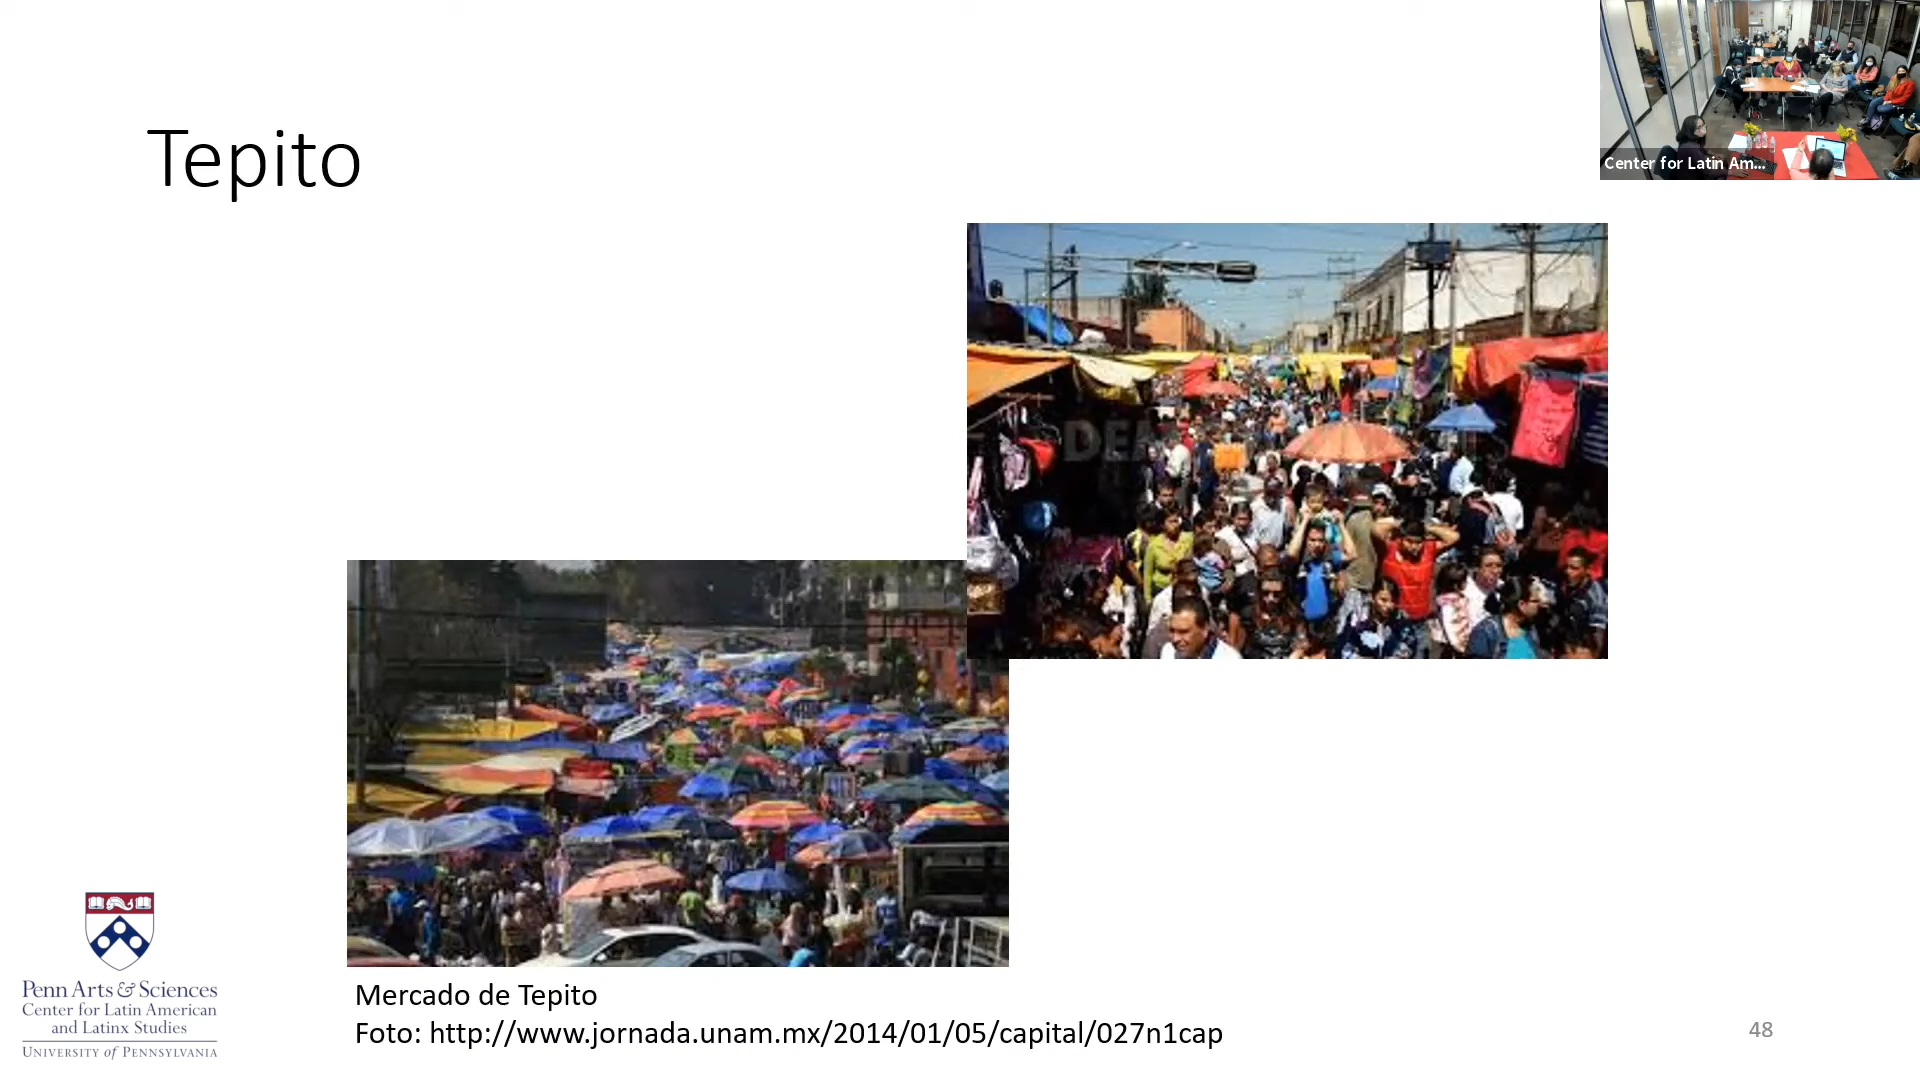 Tepito
Center for Latin Am...
Mercado de Tepito
Foto: http://www.jornada.unam.mx/2014/01/05/capital/027n1cap
Penn Arts & Sciences
Center for Latin American
and Latinx Studies
UNIVERSITY of PENNSYLVANIA
48